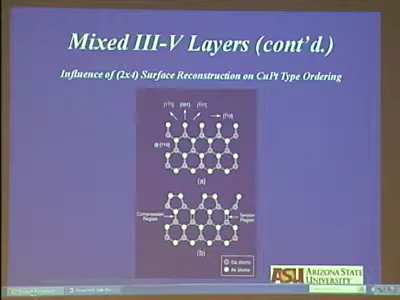 Mixed III-V Layers (cont'd.)
Influence of (2x4) Surface Reconstruction on CuPt Type Ordering
(a)
Compression
Region
Tension
Region
(b)
Ga atoms
As atoms
ASU ARIZONA STATE
UNIVERSITY